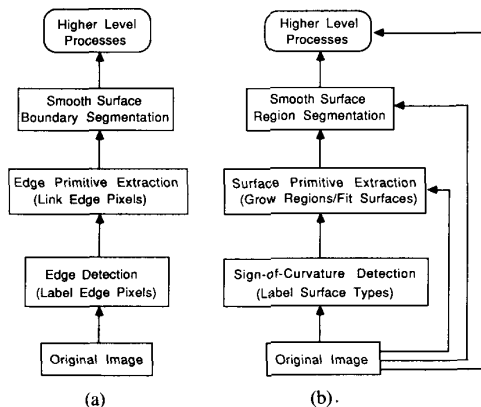 Higher Level
Processes
Smooth Surface
Boundary Segmentation
Edge Primitive Extraction
(Link Edge Pixels)
Edge Detection
(Label Edge Pixels)
Original Image
(a)
Higher Level
Processes
Smooth Surface
Region Segmentation
Surface Primitive Extraction
(Grow Regions/Fit Surfaces)
Sign-of-Curvature Detection
(Label Surface Types)
Original Image
(b).